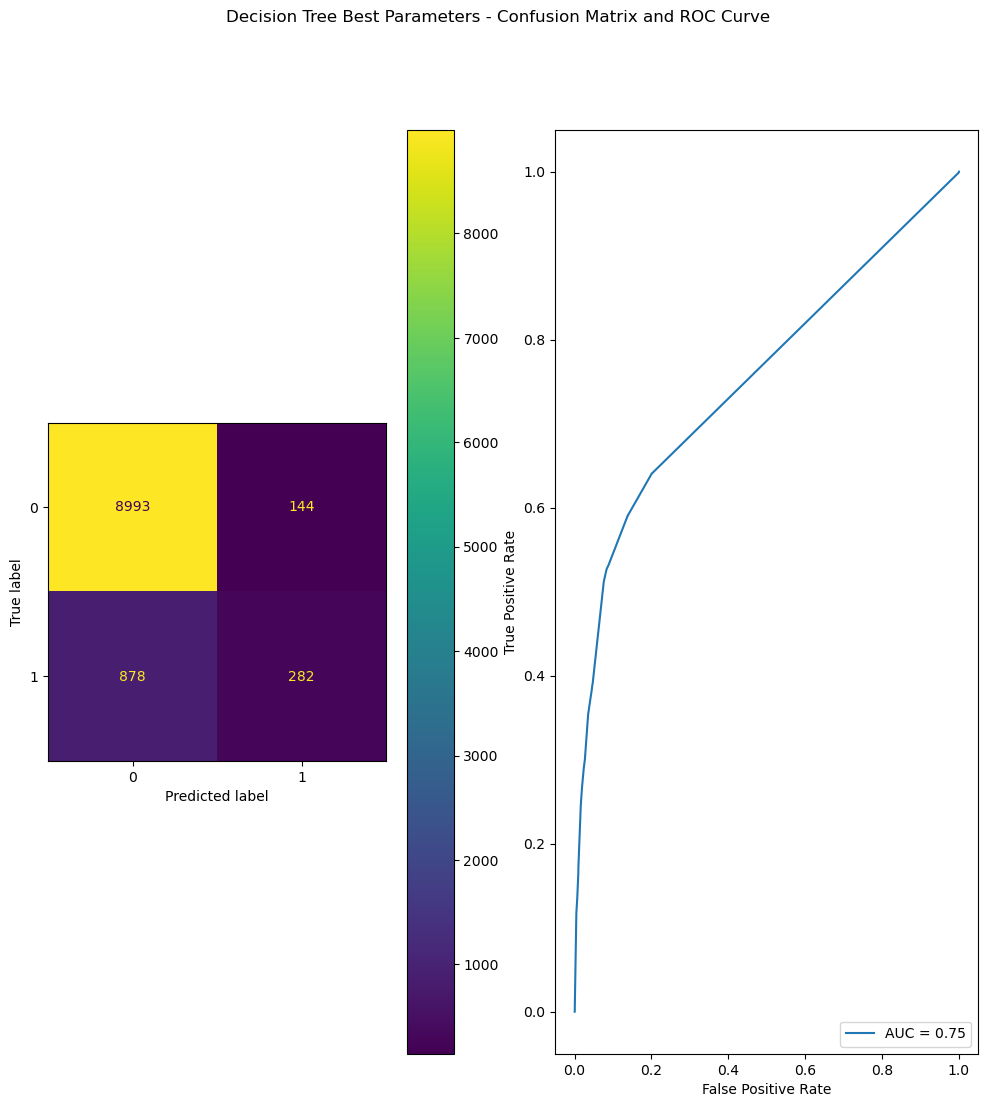 Decision Tree Best Parameters - Confusion Matrix and ROC Curve
True label
0
1
8993 144
878 282
0 1
Predicted label
8000
7000
6000
5000
4000
3000
2000
1000
True Positive Rate
1.0
0.8
0.6
0.4
0.2
0.0
AUC = 0.75
0.0 0.2 0.4 0.6 0.8 1.0
False Positive Rate